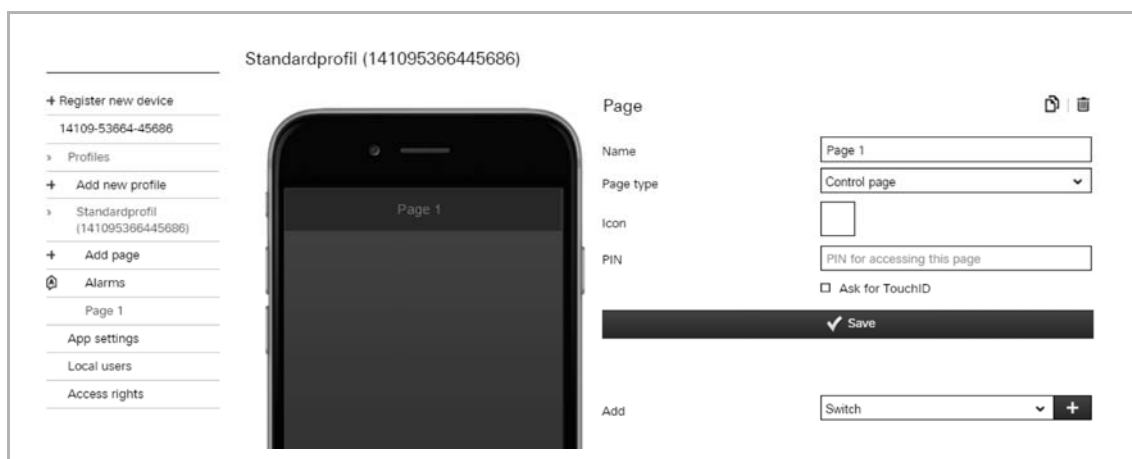 Standardprofil (141095366445686)
+ Register new device
14109-53664-45686
› Profiles
+ Add new profile
› Standardprofil
(141095366445686)
+ Add page
Alarms
Page 1
App settings
Local users
Access rights
Page 1
Page
Name Page 1
Page type Control page
Icon
PIN PIN for accessing this page
Ask for TouchID
Save
Add Switch +